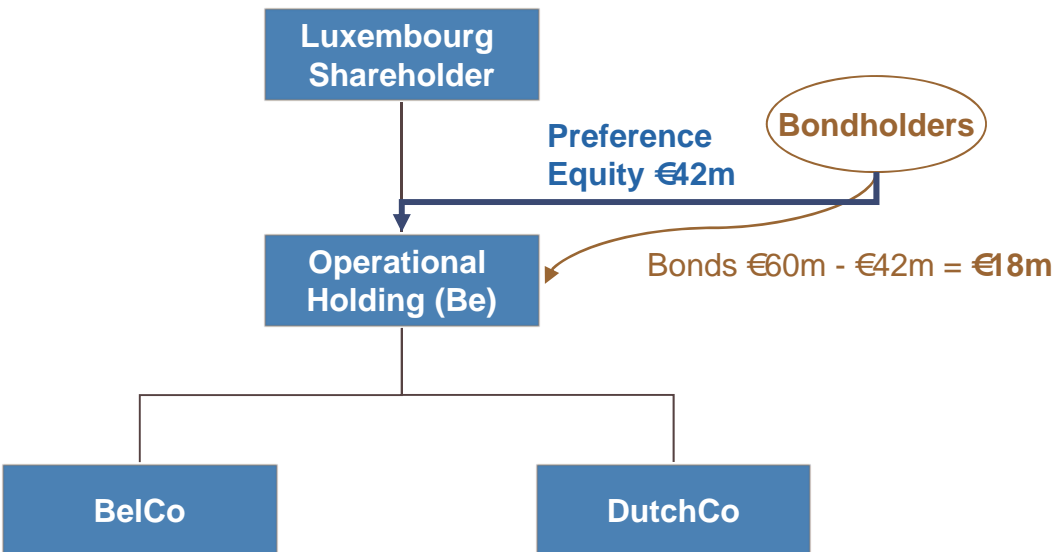 Luxembourg
Shareholder
Bondholders
Preference
Equity €42m
Operational
Holding (Be)
Bonds €60m - €42m = €18m
BelCo
DutchCo